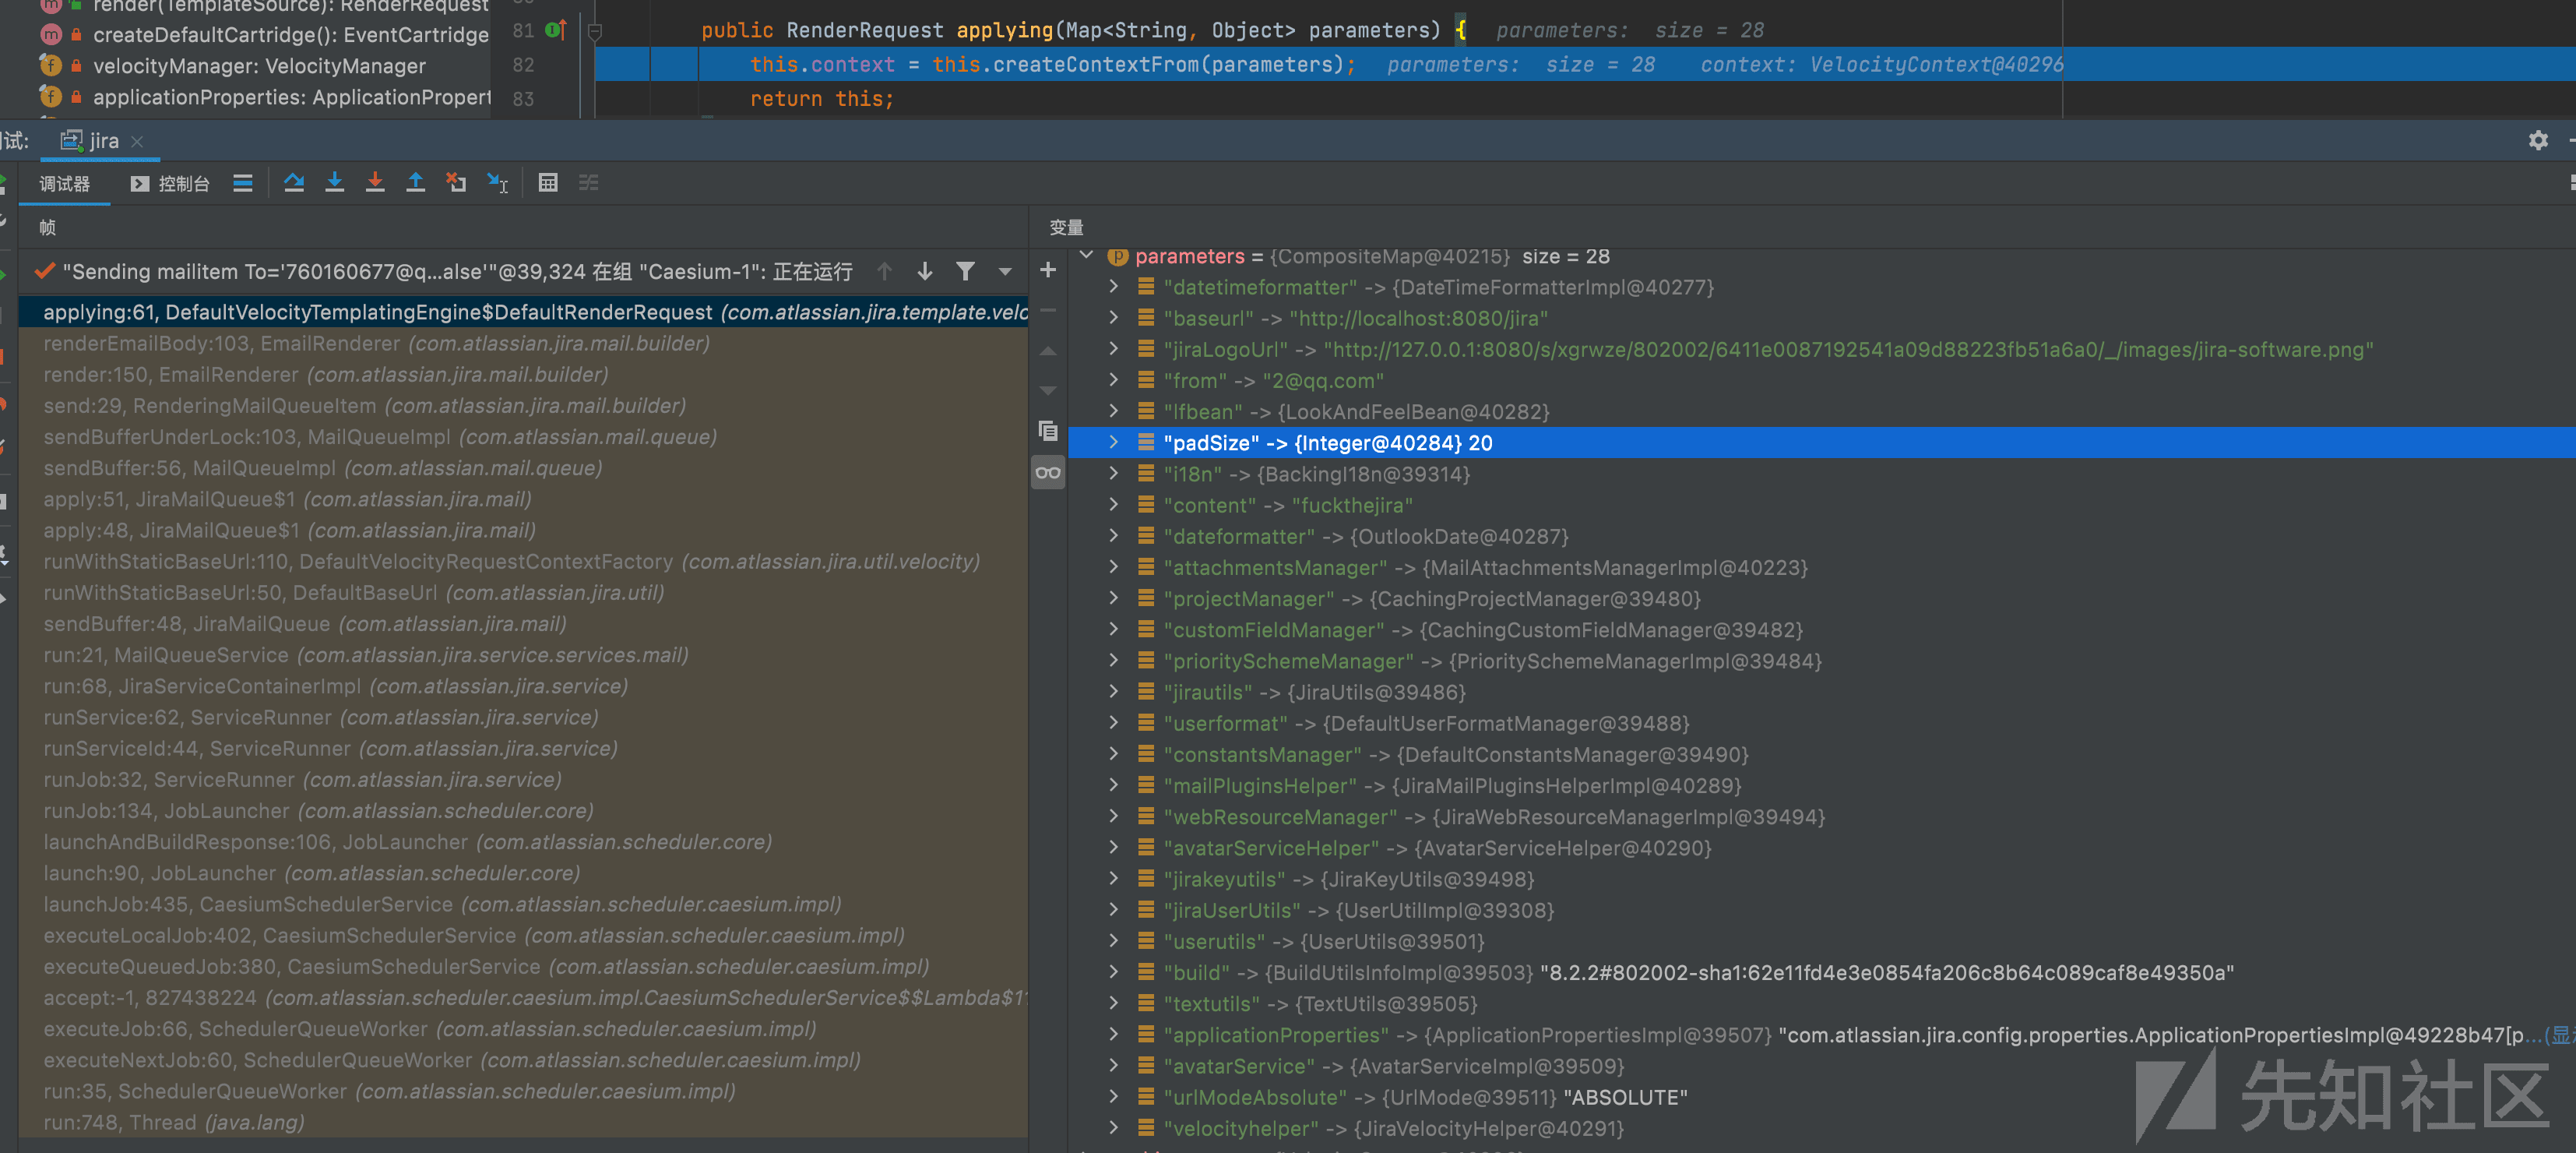 render(TemplateSource): RenderRequest
createDefaultCartridge(): EventCartridge
velocityManager: VelocityManager
applicationProperties: ApplicationPropert
81 public RenderRequest applying(Map<String, Object> parameters) { parameters: size = 28
82 this.context = this.createContextFrom(parameters); parameters: size = 28 context: VelocityContext@40296
83 return this;
试: jira
调试器 控制台
帧
"Sending mailitem To='760160677@q...alse'"@39,324 在组 "Caesium-1": 正在运行
applying:61, DefaultVelocityTemplatingEngine$DefaultRenderRequest (com.atlassian.jira.template.velo
renderEmailBody:103, EmailRenderer (com.atlassian.jira.mail.builder)
render:150, EmailRenderer (com.atlassian.jira.mail.builder)
send:29, RenderingMailQueueItem (com.atlassian.jira.mail.builder)
sendBufferUnderLock:103, MailQueueImpl (com.atlassian.mail.queue)
sendBuffer:56, MailQueueImpl (com.atlassian.mail.queue)
apply:51, JiraMailQueue$1 (com.atlassian.jira.mail)
apply:48, JiraMailQueue$1 (com.atlassian.jira.mail)
runWithStaticBaseUrl:110, DefaultVelocityRequestContextFactory (com.atlassian.jira.util.velocity)
runWithStaticBaseUrl:50, DefaultBaseUrl (com.atlassian.jira.util)
sendBuffer:48, JiraMailQueue (com.atlassian.jira.mail)
run:21, MailQueueService (com.atlassian.jira.service.services.mail)
run:68, JiraServiceContainerImpl (com.atlassian.jira.service)
runService:62, ServiceRunner (com.atlassian.jira.service)
runServiceId:44, ServiceRunner (com.atlassian.jira.service)
runJob:32, ServiceRunner (com.atlassian.jira.service)
runJob:134, JobLauncher (com.atlassian.scheduler.core)
launchAndBuildResponse:106, JobLauncher (com.atlassian.scheduler.core)
launch:90, JobLauncher (com.atlassian.scheduler.core)
launchJob:435, CaesiumSchedulerService (com.atlassian.scheduler.caesium.impl)
executeLocalJob:402, CaesiumSchedulerService (com.atlassian.scheduler.caesium.impl)
executeQueuedJob:380, CaesiumSchedulerService (com.atlassian.scheduler.caesium.impl)
accept:-1, 827438224 (com.atlassian.scheduler.caesium.impl.CaesiumSchedulerService$$Lambda$1
executeJob:66, SchedulerQueueWorker (com.atlassian.scheduler.caesium.impl)
executeNextJob:60, SchedulerQueueWorker (com.atlassian.scheduler.caesium.impl)
run:35, SchedulerQueueWorker (com.atlassian.scheduler.caesium.impl)
run:748, Thread (java.lang)
变量
parameters = {CompositeMap@40215} size = 28
"datetimeformatter" -> {DateTimeFormatterImpl@40277}
"baseurl" -> "http://localhost:8080/jira"
"jiraLogoUrl" -> "http://127.0.0.1:8080/s/xgrwze/802002/6411e0087192541a09d88223fb51a6a0/_/images/jira-software.png"
"from" -> "2@qq.com"
"lfbean" -> {LookAndFeelBean@40282}
"padSize" -> {Integer@40284} 20
"i18n" -> {BackingI18n@39314}
"content" -> "fuckthejira"
"dateformatter" -> {OutlookDate@40287}
"attachmentsManager" -> {MailAttachmentsManagerImpl@40223}
"projectManager" -> {CachingProjectManager@39480}
"customFieldManager" -> {CachingCustomFieldManager@39482}
"prioritySchemeManager" -> {PrioritySchemeManagerImpl@39484}
"jirautils" -> {JiraUtils@39486}
"userformat" -> {DefaultUserFormatManager@39488}
"constantsManager" -> {DefaultConstantsManager@39490}
"mailPluginsHelper" -> {JiraMailPluginsHelperImpl@40289}
"webResourceManager" -> {JiraWebResourceManagerImpl@39494}
"avatarServiceHelper" -> {AvatarServiceHelper@40290}
"jirakeyutils" -> {JiraKeyUtils@39498}
"jiraUserUtils" -> {UserUtilImpl@39308}
"userutils" -> {UserUtils@39501}
"build" -> {BuildUtilsInfoImpl@39503} "8.2.2#802002-sha1:62e11fd4e3e0854fa206c8b64c089caf8e49350a"
"textutils" -> {TextUtils@39505}
"applicationProperties" -> {ApplicationPropertiesImpl@39507} "com.atlassian.jira.config.properties.ApplicationPropertiesImpl@49228b47[p...(显
"avatarService" -> {AvatarServiceImpl@39509}
"urlModeAbsolute" -> {UrlMode@39511} "ABSOLUTE"
"velocityhelper" -> {JiraVelocityHelper@40291}
先知社区